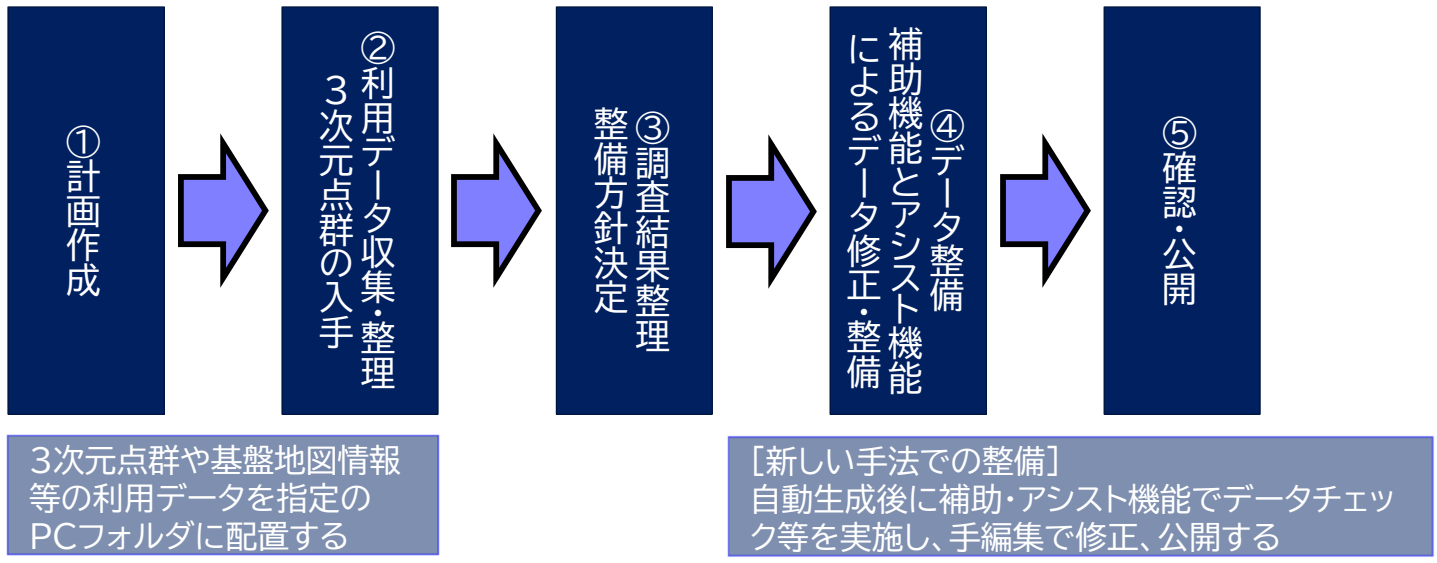 ①計画作成
②利用データ収集・整理
３次元点群の入手
③調査結果整理
整備方針決定
④データ整備
補助機能とアシスト機能
によるデータ修正・整備
⑤確認・公開
３次元点群や基盤地図情報
等の利用データを指定の
PCフォルダに配置する
［新しい手法での整備］
自動生成後に補助・アシスト機能でデータチェッ
ク等を実施し、手編集で修正、公開する